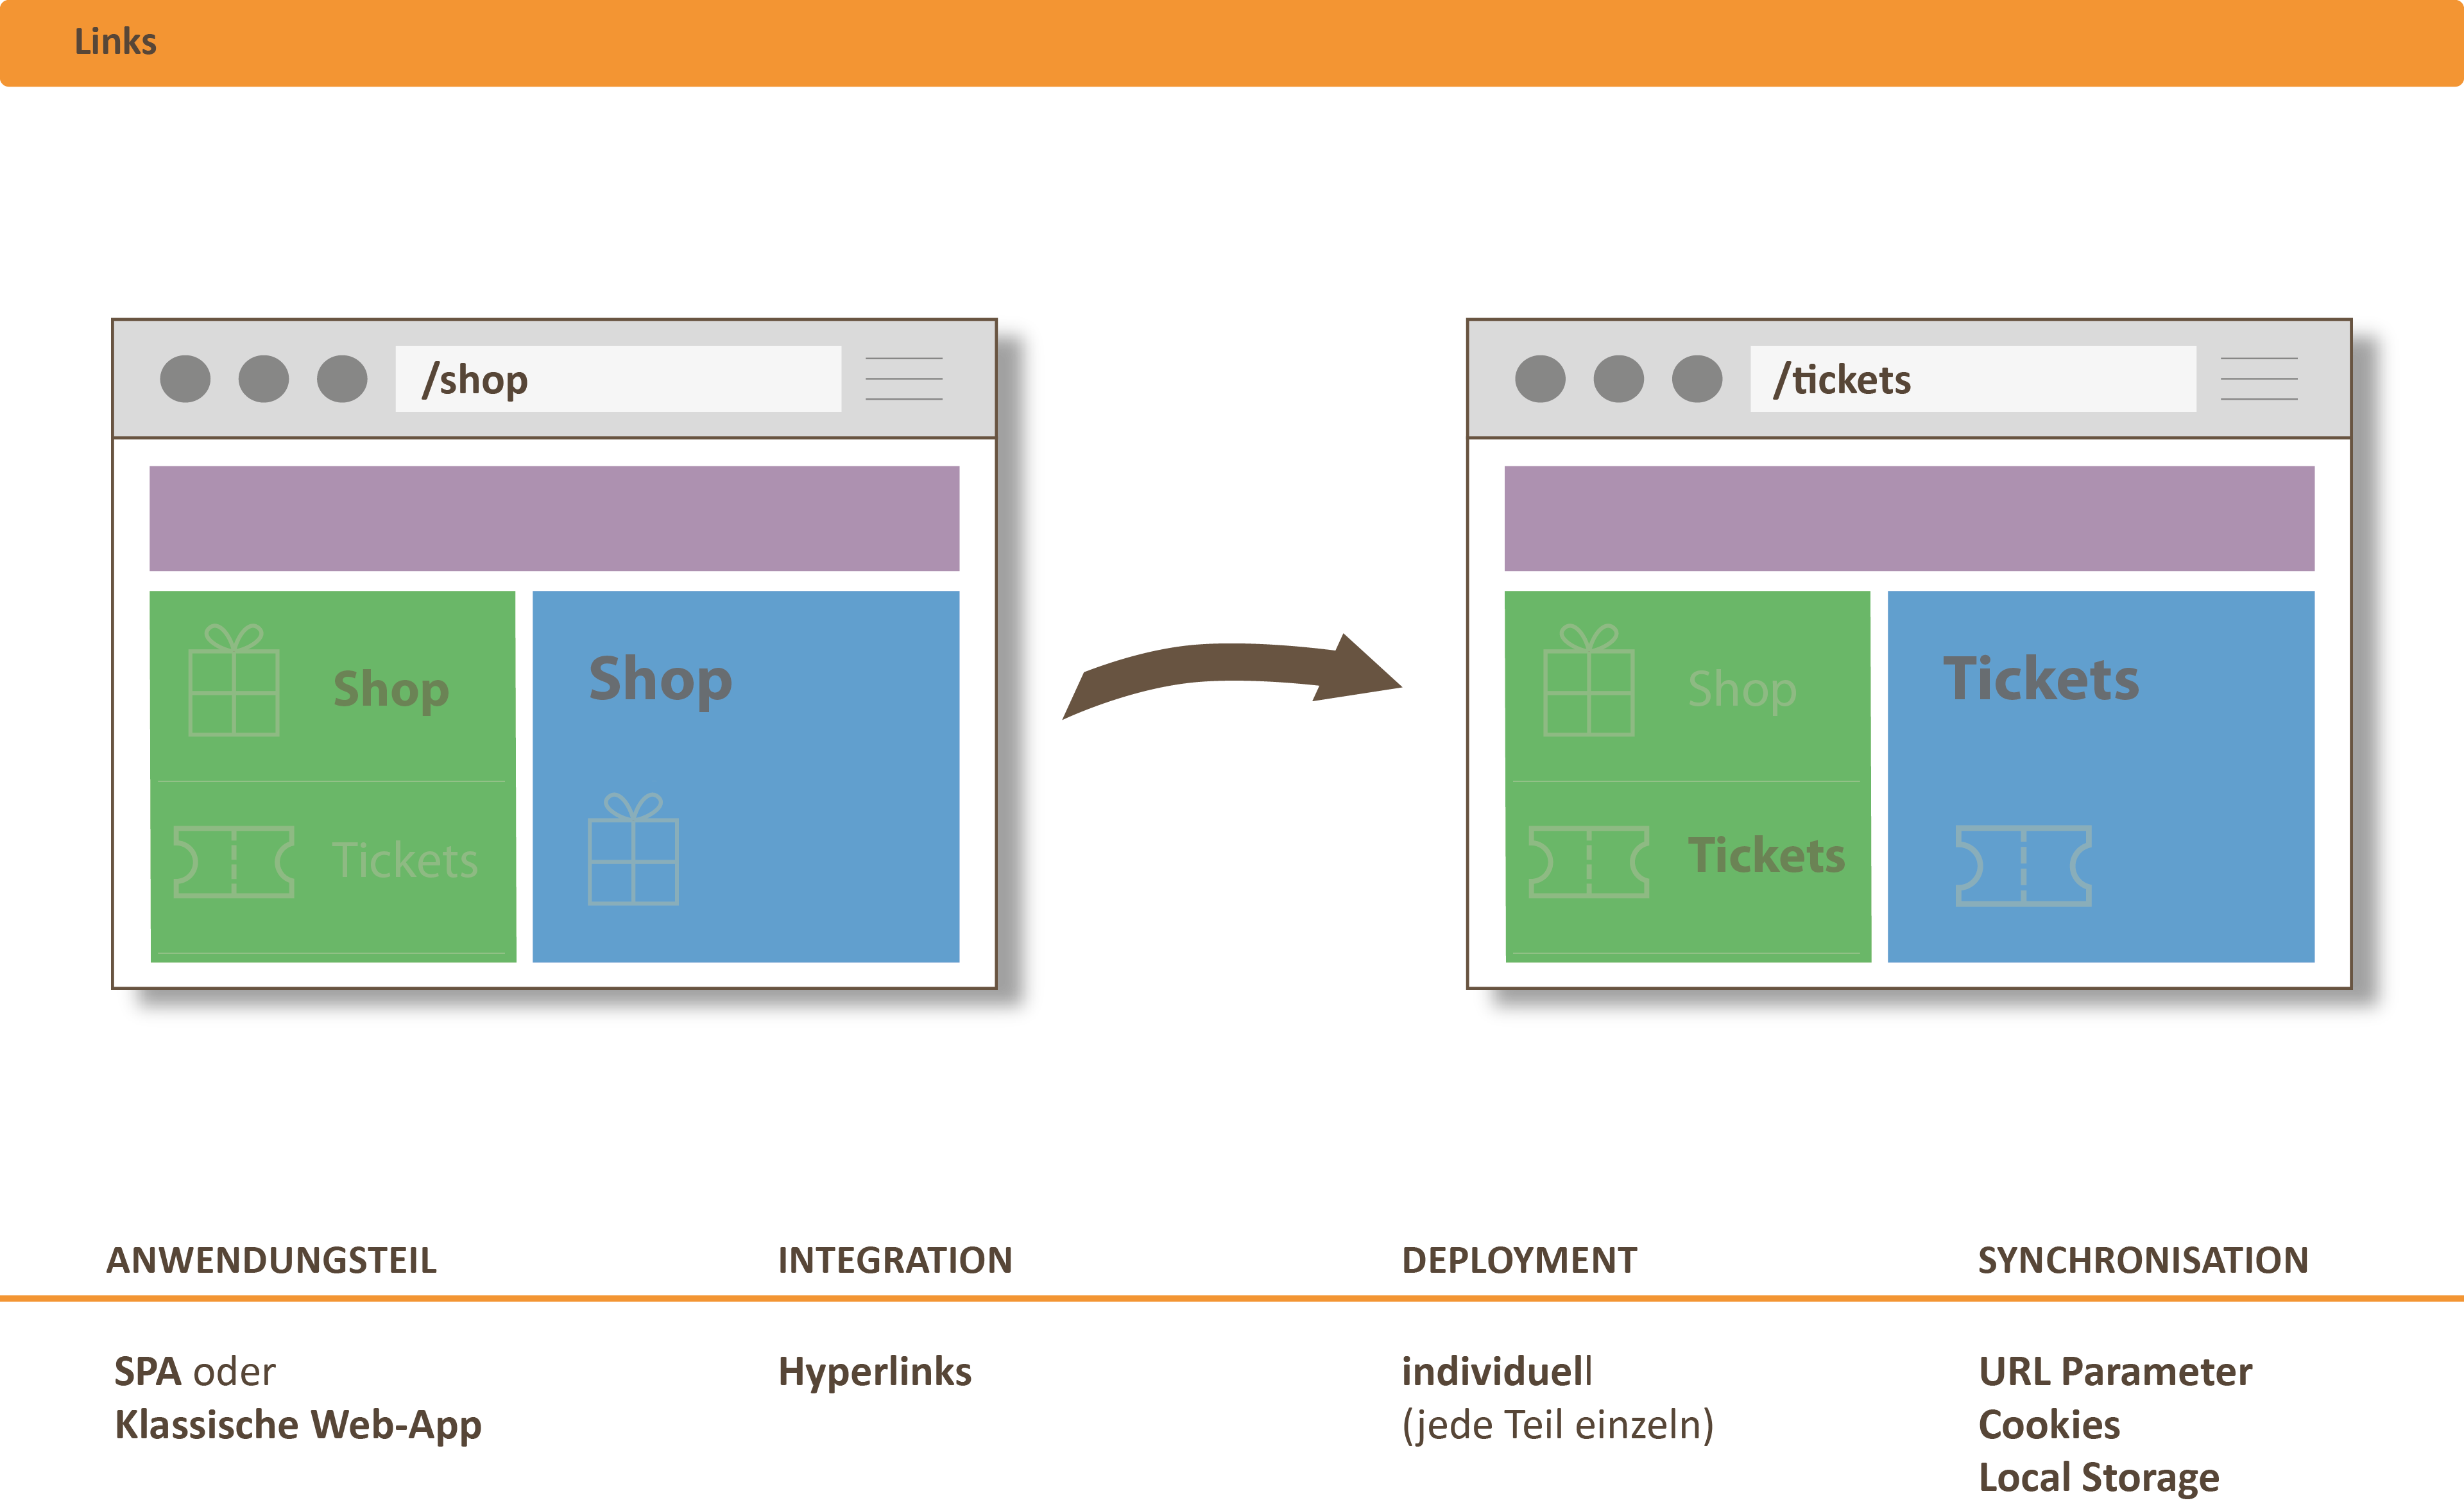 Links
/shop
/tickets
Shop
Shop
Tickets
Shop
Tickets
Tickets
ANWENDUNGSTEIL
INTEGRATION
DEPLOYMENT
SYNCHRONISATION
SPA oder
Klassische Web-App
Hyperlinks
individuell
(jede Teil einzeln)
URL Parameter
Cookies
Local Storage